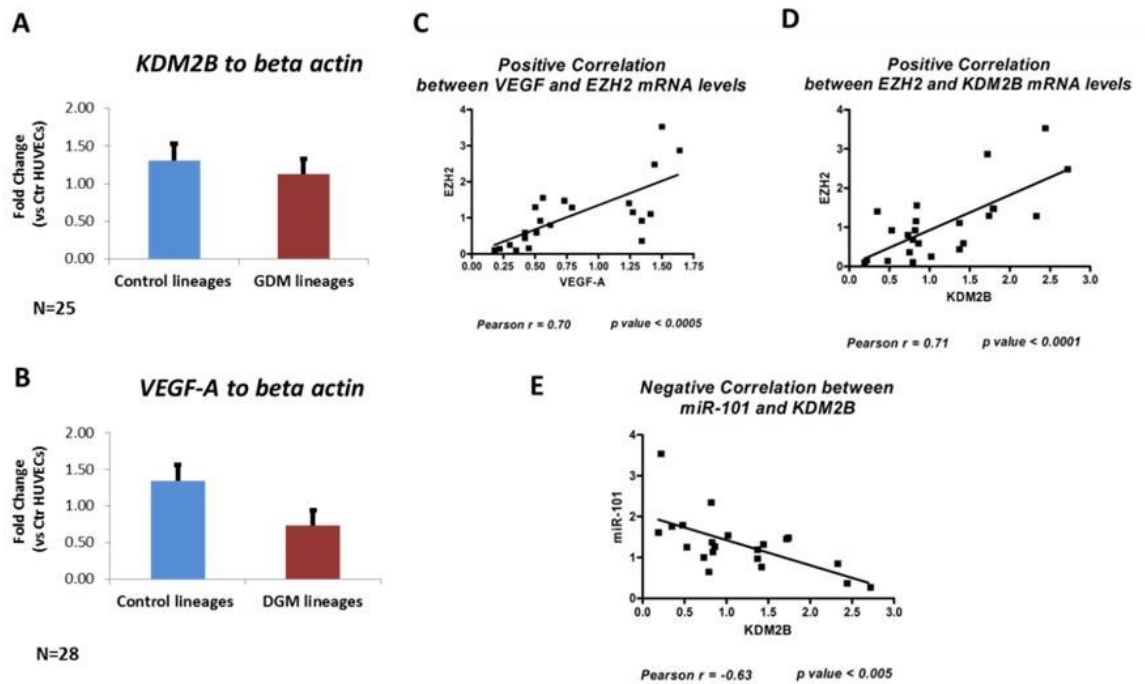 A
KDM2B to beta actin
Fold Change
(vs Ctr HUVECs)
2.00
1.50
1.00
0.50
0.00
Control lineages GDM lineages
N=25
B
VEGF-A to beta actin
Fold Change
(vs Ctr HUVECs)
2.00
1.50
1.00
0.50
0.00
Control lineages DGM lineages
N=28
C
Positive Correlation
between VEGF and EZH2 mRNA levels
EZH2
4
3
2
1
0
0.00 0.25 0.50 0.75 1.00 1.25 1.50 1.75
VEGF-A
Pearson r = 0.70 p value < 0.0005
D
Positive Correlation
between EZH2 and KDM2B mRNA levels
EZH2
4
3
2
1
0
0.0 0.5 1.0 1.5 2.0 2.5 3.0
KDM2B
Pearson r = 0.71 p value < 0.0001
E
Negative Correlation between
miR-101 and KDM2B
miR-101
4
3
2
1
0
0.0 0.5 1.0 1.5 2.0 2.5 3.0
KDM2B
Pearson r = -0.63 p value < 0.005